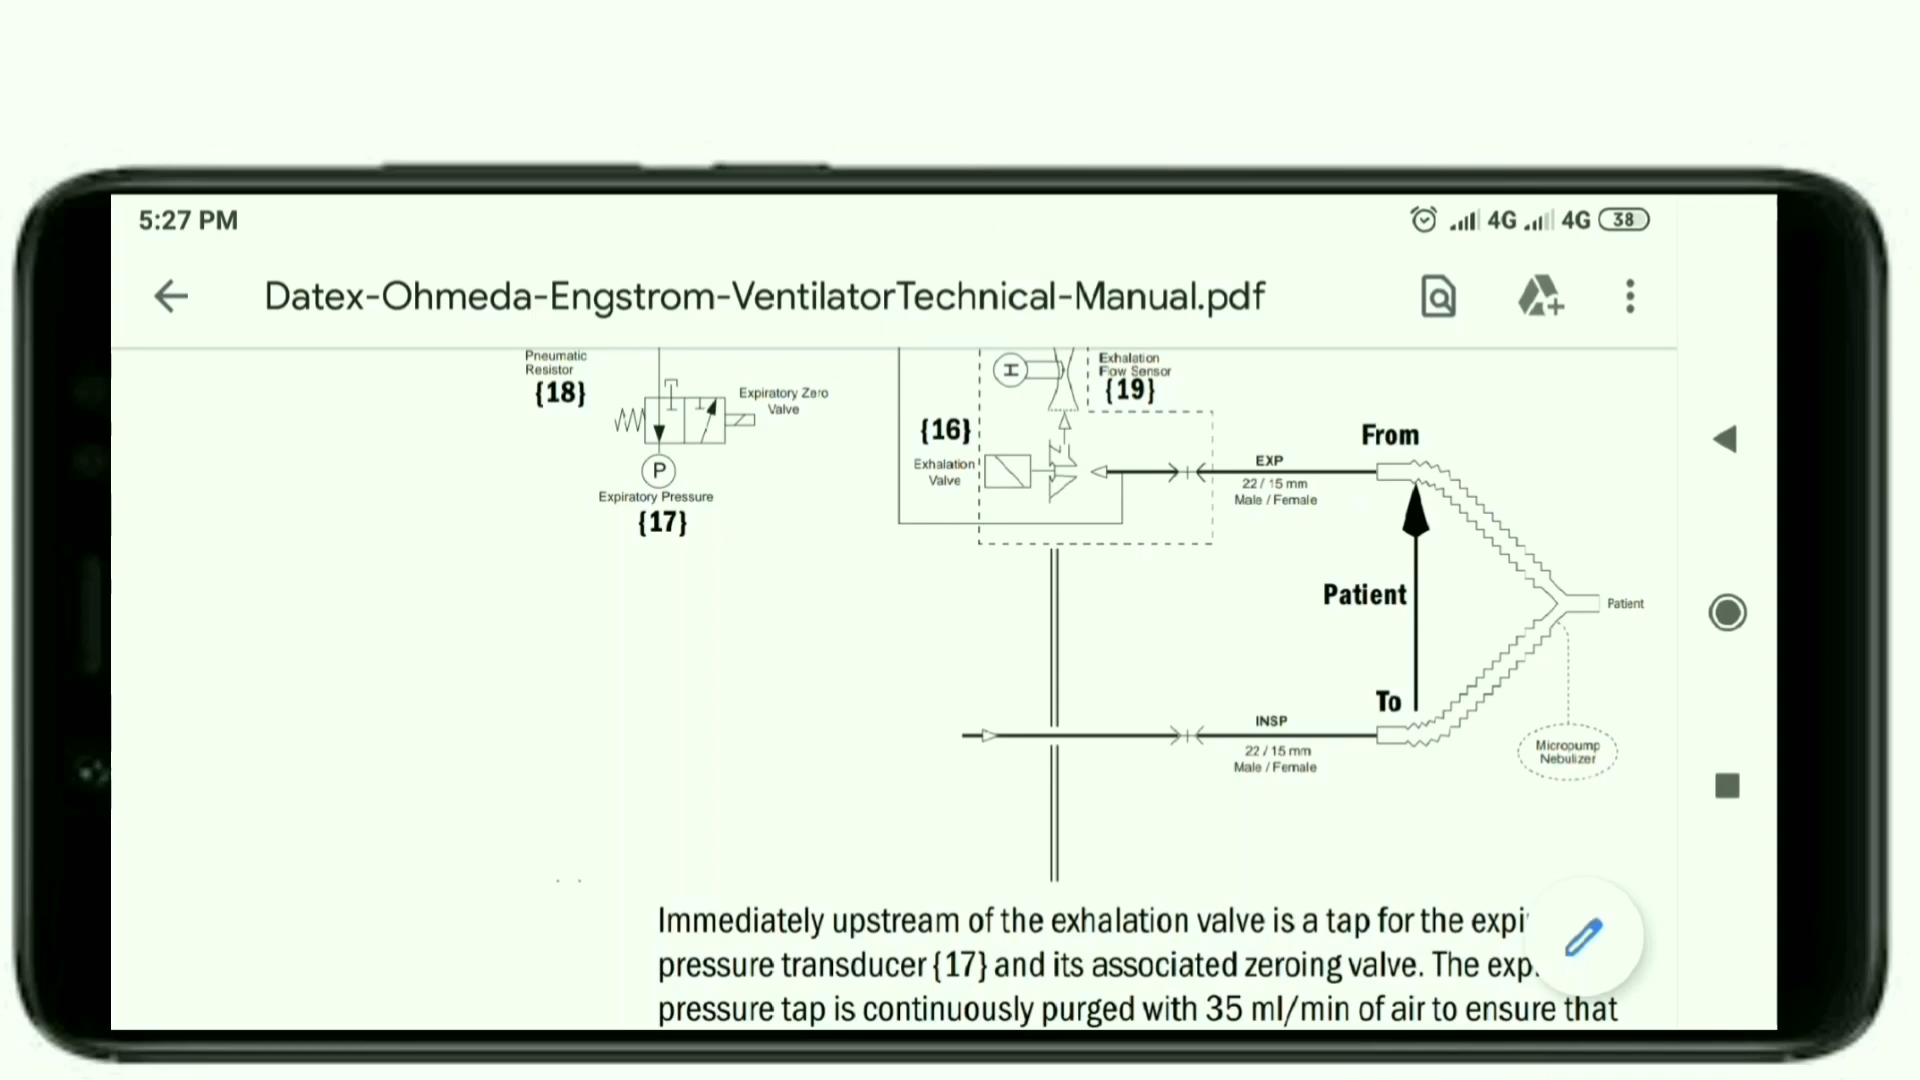 5:27 PM
4G 4G 38
Datex-Ohmeda-Engstrom-VentilatorTechnical-Manual.pdf
Pneumatic
Resistor
{18}
Expiratory Zero
Valve
P
Expiratory Pressure
{17}
I
Exhalation
Flow Sensor
{19}
{16}
Exhalation
Valve
EXP
22 / 15 mm
Male / Female
From
Patient
To
Patient
INSP
22 / 15 mm
Male / Female
Micropump
Nebulizer
Immediately upstream of the exhalation valve is a tap for the
pressure transducer {17} and its associated zeroing valve. The
pressure tap is continuously purged with 35 ml/min of air to ensure that